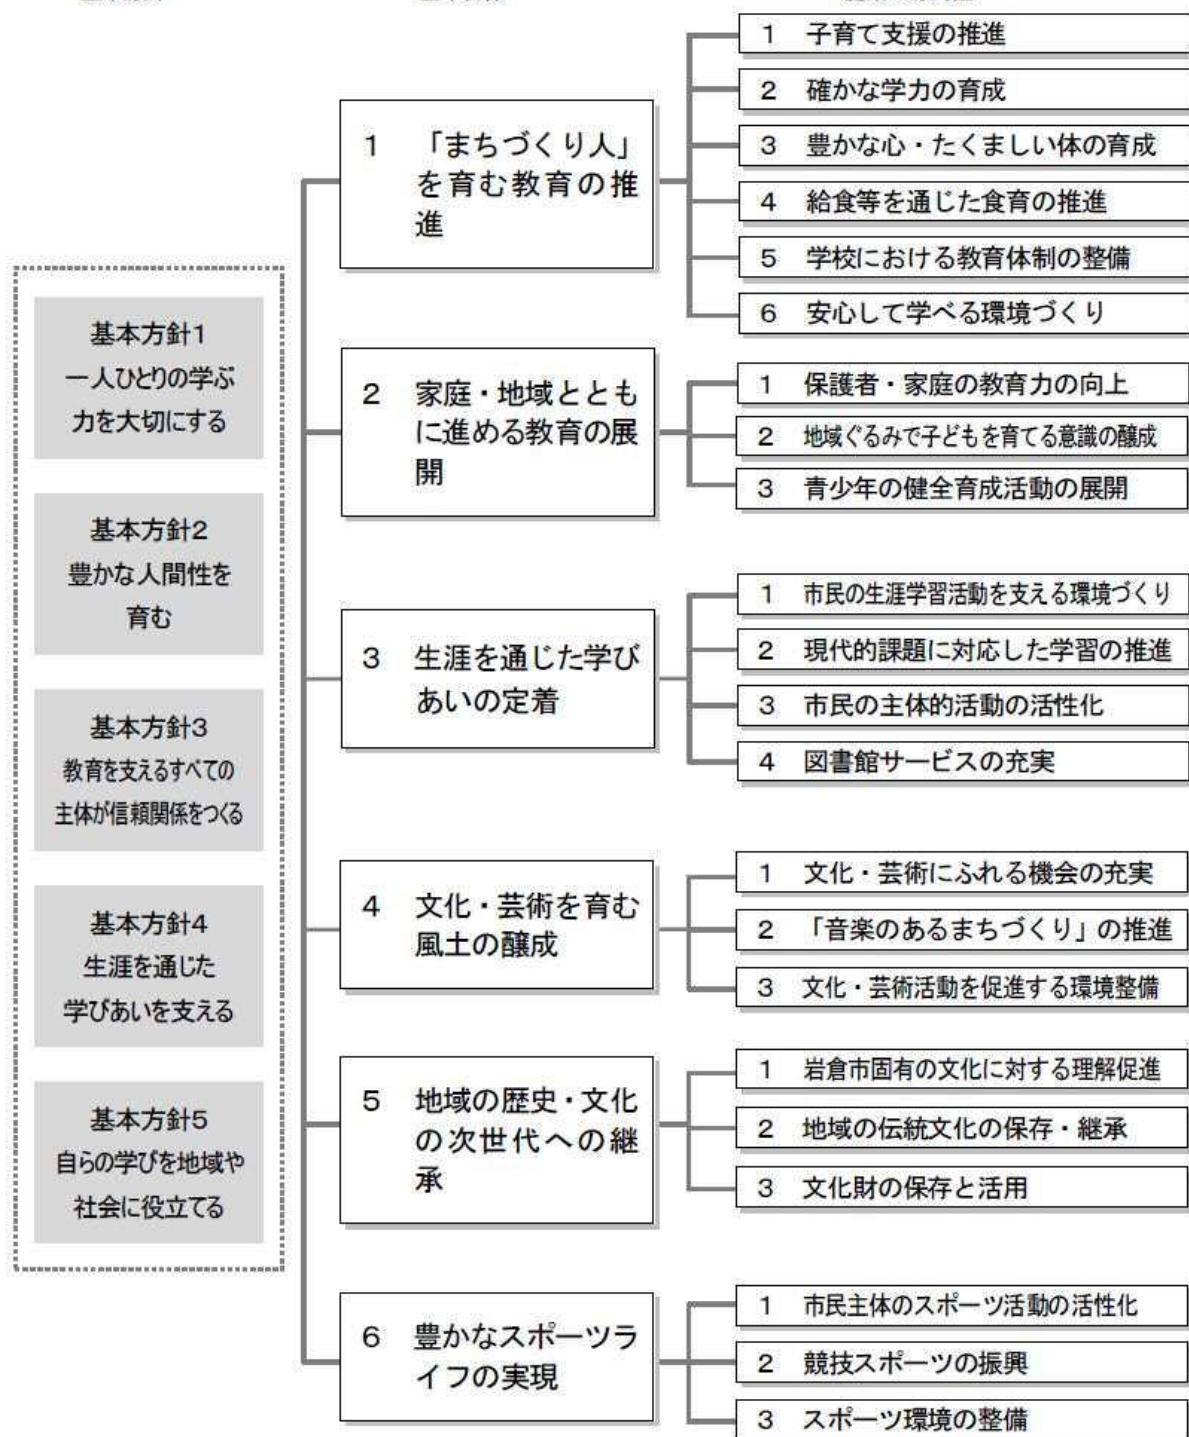 基本方針1
一人ひとりの学ぶ
力を大切にする
基本方針2
豊かな人間性を
育む
基本方針3
教育を支えるすべての
主体が信頼関係をつくる
基本方針4
生涯を通じた
学びあいを支える
基本方針5
自らの学びを地域や
社会に役立てる
1 「まちづくり人」
を育む教育の推
進
1 子育て支援の推進
2 確かな学力の育成
3 豊かな心・たくましい体の育成
4 給食等を通じた食育の推進
5 学校における教育体制の整備
6 安心して学べる環境づくり
2 家庭・地域ととも
に進める教育の展
開
1 保護者・家庭の教育力の向上
2 地域ぐるみで子どもを育てる意識の醸成
3 青少年の健全育成活動の展開
3 生涯を通じた学び
あいの定着
1 市民の生涯学習活動を支える環境づくり
2 現代的課題に対応した学習の推進
3 市民の主体的活動の活性化
4 図書館サービスの充実
4 文化・芸術を育む
風土の醸成
1 文化・芸術にふれる機会の充実
2 「音楽のあるまちづくり」の推進
3 文化・芸術活動を促進する環境整備
5 地域の歴史・文化
の次世代への継
承
1 岩倉市固有の文化に対する理解促進
2 地域の伝統文化の保存・継承
3 文化財の保存と活用
6 豊かなスポーツラ
イフの実現
1 市民主体のスポーツ活動の活性化
2 競技スポーツの振興
3 スポーツ環境の整備